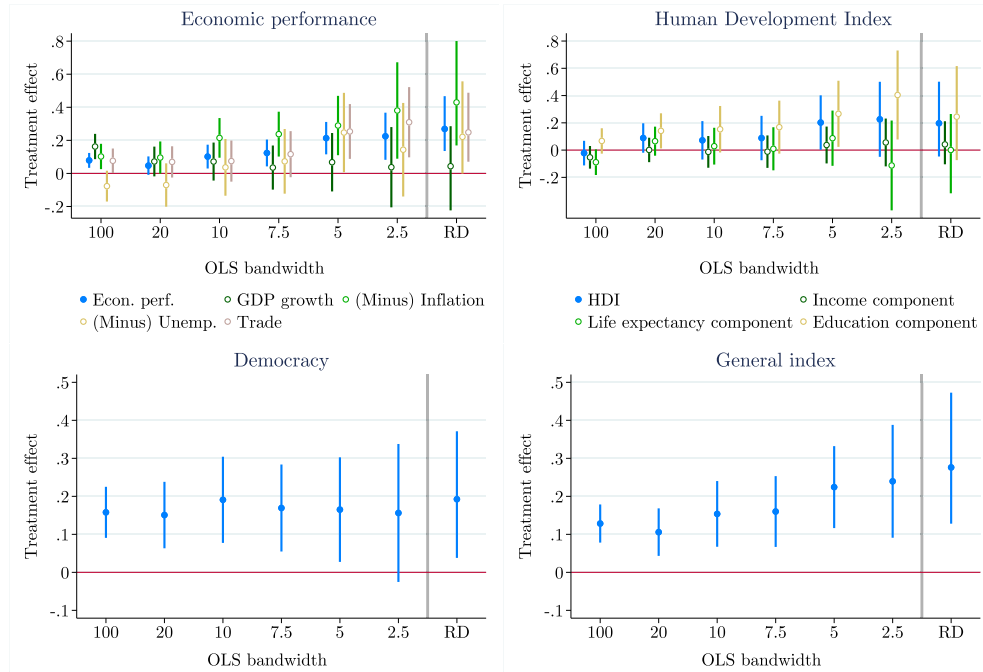 Economic performance
Treatment effect
.8
.6
.4
.2
0
-.2
100 20 10 7.5 5 2.5 RD
OLS bandwidth
Econ. perf. GDP growth (Minus) Inflation
(Minus) Unemp. Trade
Human Development Index
Treatment effect
.8
.6
.4
.2
0
-.2
100 20 10 7.5 5 2.5 RD
OLS bandwidth
HDI Income component
Life expectancy component Education component
Democracy
Treatment effect
.5
.4
.3
.2
.1
0
-.1
100 20 10 7.5 5 2.5 RD
OLS bandwidth
General index
Treatment effect
.5
.4
.3
.2
.1
0
-.1
100 20 10 7.5 5 2.5 RD
OLS bandwidth